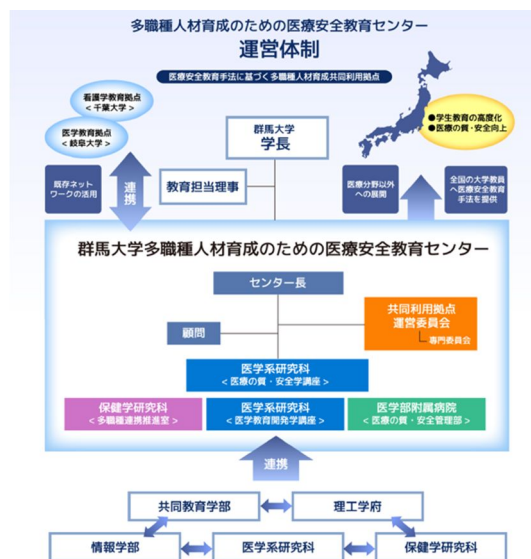 多職種人材育成のための医療安全教育センター
運営体制
医療安全教育手法に基づく多職種人材育成共同利用拠点
看護学教育拠点
<千葉大学>
医学教育拠点
<岐阜大学>
●学生教育の高度化
●医療の質・安全向上
群馬大学
学長
教育担当理事
既存ネット
ワークの活用
連携
医療分野以外
への展開
全国の大学教員
へ医療安全教育
手法を提供
群馬大学多職種人材育成のための医療安全教育センター
センター長
顧問
共同利用拠点
運営委員会
専門委員会
医学系研究科
<医療の質・安全学講座>
保健学研究科
<多職種連携推進室>
医学系研究科
<医学教育開発学講座>
医学部附属病院
<医療の質・安全管理部>
連携
共同教育学部
理工学府
情報学部
医学系研究科
保健学研究科